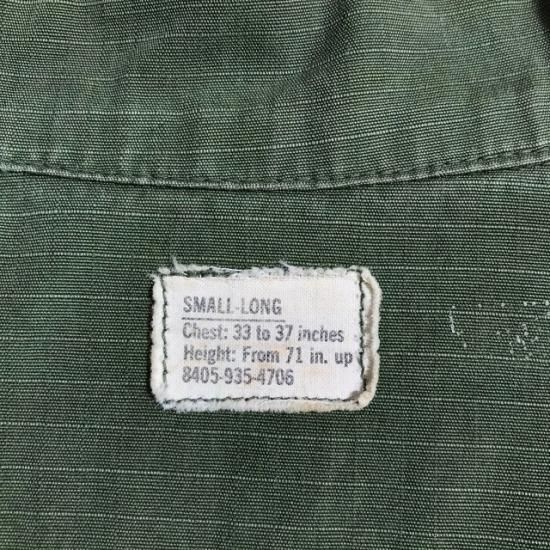 SMALL-LONG
Chest: 33 to 37 inches
Height: From 71 in. up
8405-935-4706